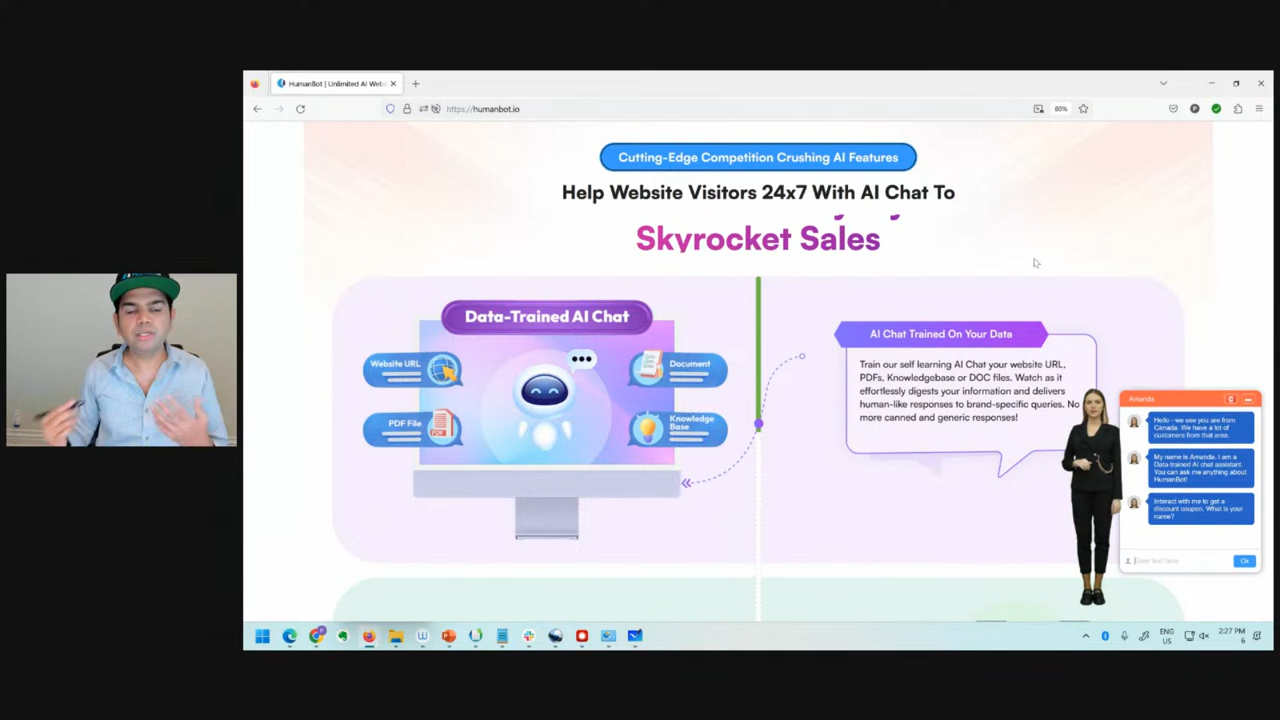 HumanBot | Unlimited AI Webs
https://humanbot.io
80%
Cutting-Edge Competition Crushing AI Features
Help Website Visitors 24x7 With AI Chat To
Skyrocket Sales
Data-Trained AI Chat
Website URL
Document
PDF File
PDF
Knowledge
Base
AI Chat Trained On Your Data
Train our self learning AI Chat your website URL,
PDFs, Knowledgebase or DOC files. Watch as it
effortlessly digests your information and delivers
human-like responses to brand-specific queries. No
more canned and generic responses!
Amanda
Hello - we see you are from
Canada. We have a lot of
customers from that area.
My name is Amanda. I am a
Data-trained AI chat assistant.
You can ask me anything about
HumanBot!
Interact with me to get a
discount coupon. What is your
name?
Enter text here
Ok
ENG
US
2:27 PM
6